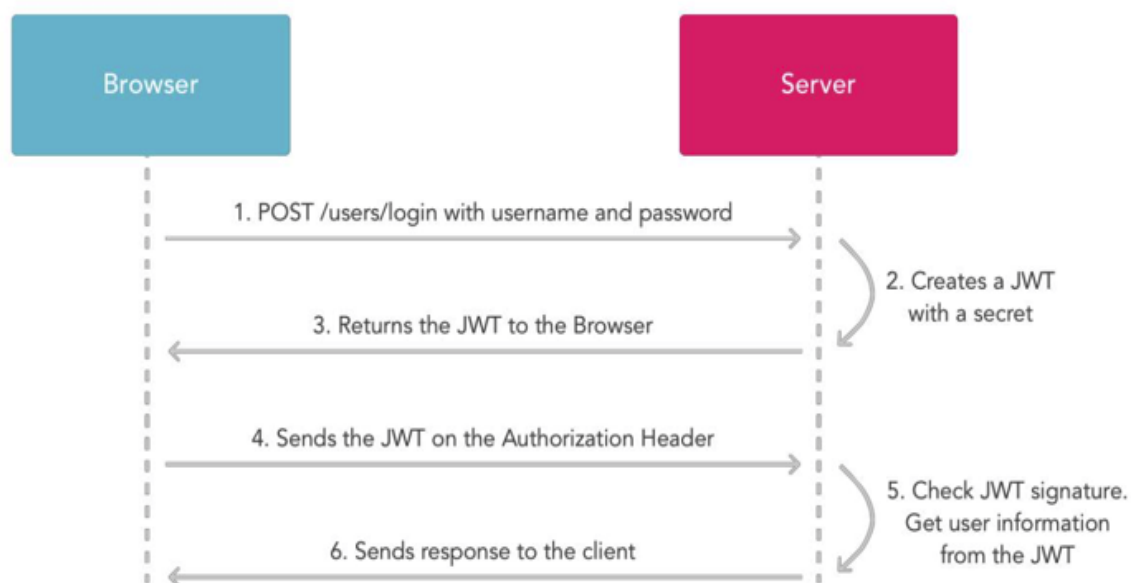 Browser
Server
1. POST /users/login with username and password
2. Creates a JWT
with a secret
3. Returns the JWT to the Browser
4. Sends the JWT on the Authorization Header
5. Check JWT signature.
Get user information
from the JWT
6. Sends response to the client